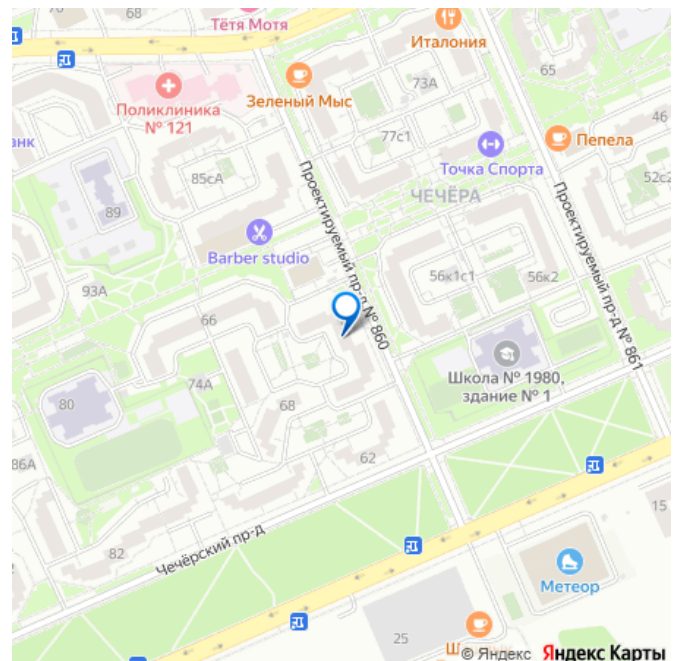 Тётя Мотя
Италония
65
73А
Зеленый Мыс
Поликлиника
№ 121
46
77с1
Пепела
анк
Точка Спорта
85сА
52с2
ЧЕЧЁРА
89
Проектируемый пр-д № 860
Проектируемый пр-д № 861
Barber studio
56к1с1
56к2
93А
66
74А
Школа № 1980,
здание № 1
80
68
62
86А
15
82
Чечёрский пр-д
Метеор
25
© Яндекс Яндекс Карты